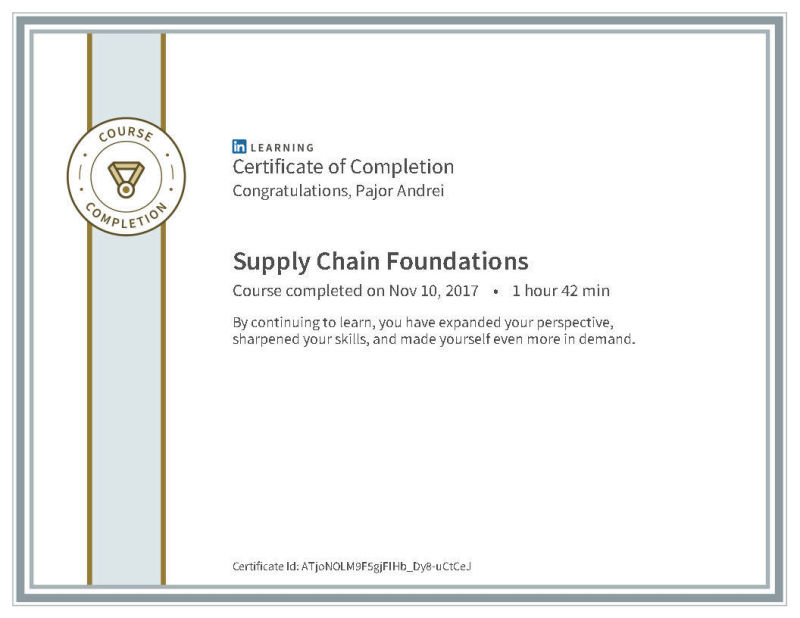 COURSE
COMPLETION
in LEARNING
Certificate of Completion
Congratulations, Pajor Andrei
Supply Chain Foundations
Course completed on Nov 10, 2017 • 1 hour 42 min
By continuing to learn, you have expanded your perspective,
sharpened your skills, and made yourself even more in demand.
Certificate Id: ATjoNOLM9F5gjFIHb_Dy8-uCtCeJ